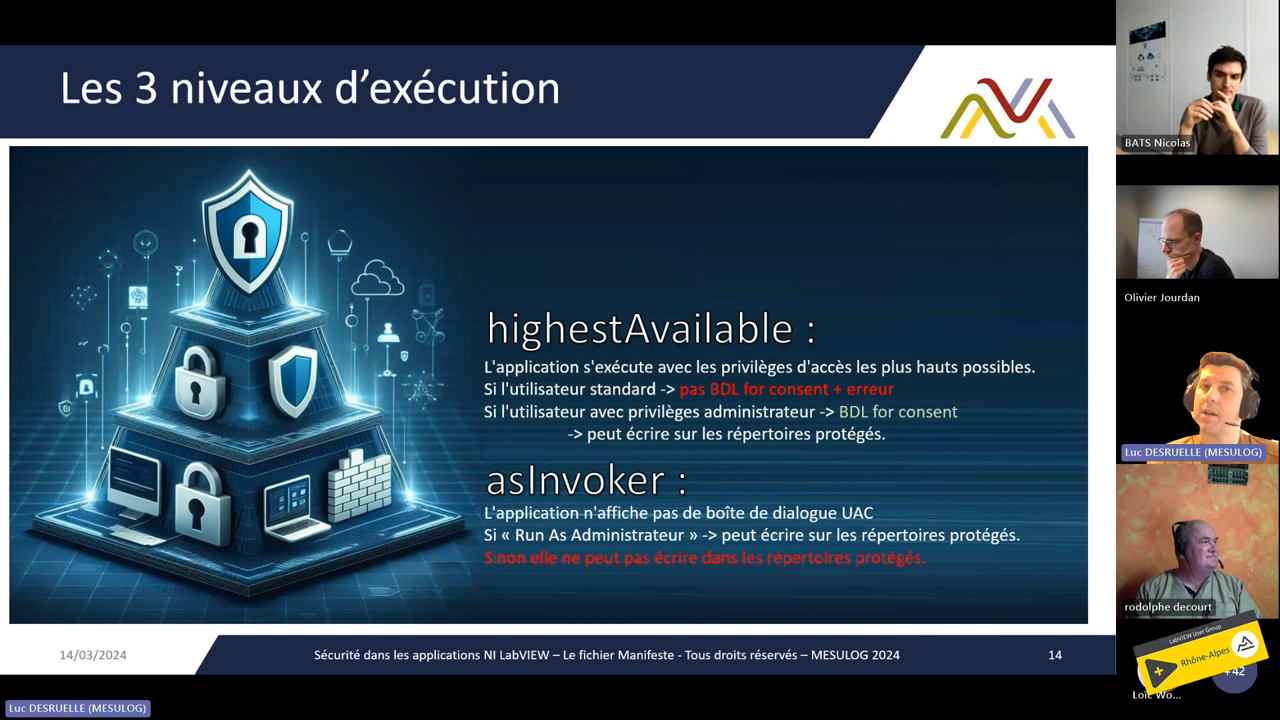 Les 3 niveaux d’exécution
highestAvailable :
L'application s'exécute avec les privilèges d'accès les plus hauts possibles.
Si l'utilisateur standard -> pas BDL for consent + erreur
Si l'utilisateur avec privilèges administrateur -> BDL for consent
-> peut écrire sur les répertoires protégés.
asInvoker :
L'application n'affiche pas de boîte de dialogue UAC
Si « Run As Administrateur » -> peut écrire sur les répertoires protégés.
Sinon elle ne peut pas écrire dans les répertoires protégés.
14/03/2024
Sécurité dans les applications NI LabVIEW – Le fichier Manifeste - Tous droits réservés – MESULOG 2024
14
Luc DESRUELLE (MESULOG)
BATS Nicolas
Olivier Jourdan
Luc DESRUELLE (MESULOG)
rodolphe decourt
LabVIEW User Group
Rhône-Alpes
+42
Loïc Wo...